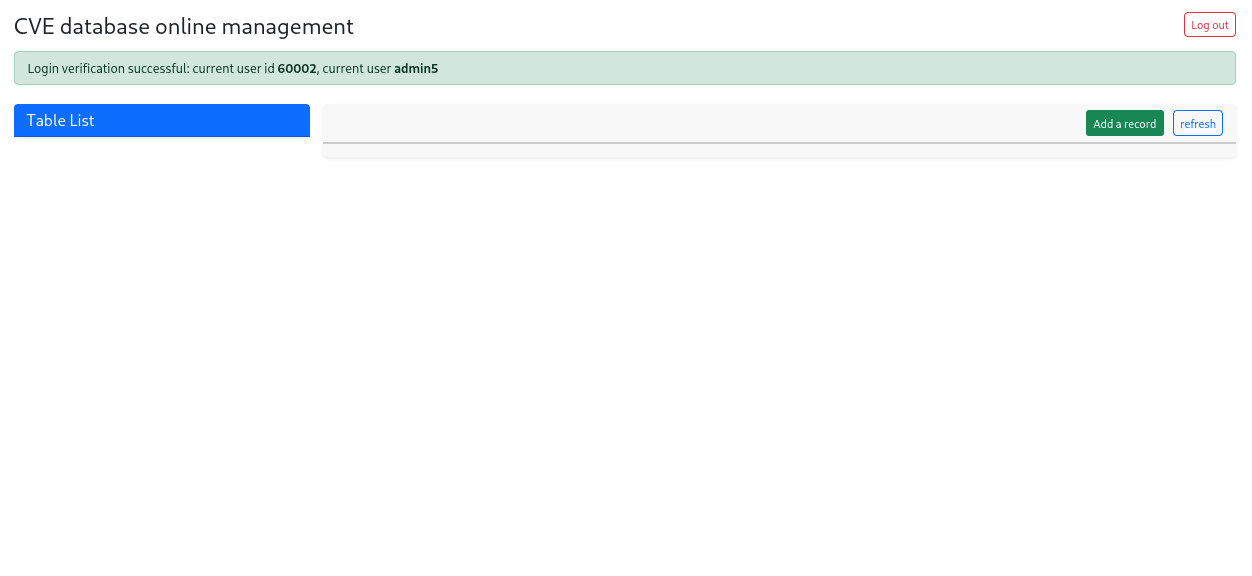 CVE database online management
Log out
Login verification successful: current user id 60002, current user admin5
Table List
Add a record
refresh